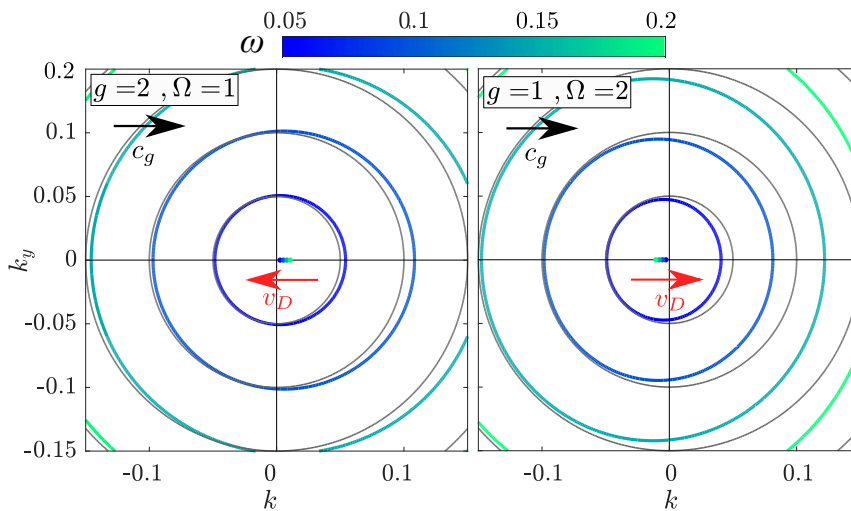 0.05 0.1 0.15 0.2
ω
g =2 , Ω =1
g =1 , Ω =2
c_g
c_g
v_D
v_D
0.2
0.1
0.05
0
-0.05
-0.1
-0.15
k_y
-0.1 0 0.1
-0.1 0 0.1
k
k